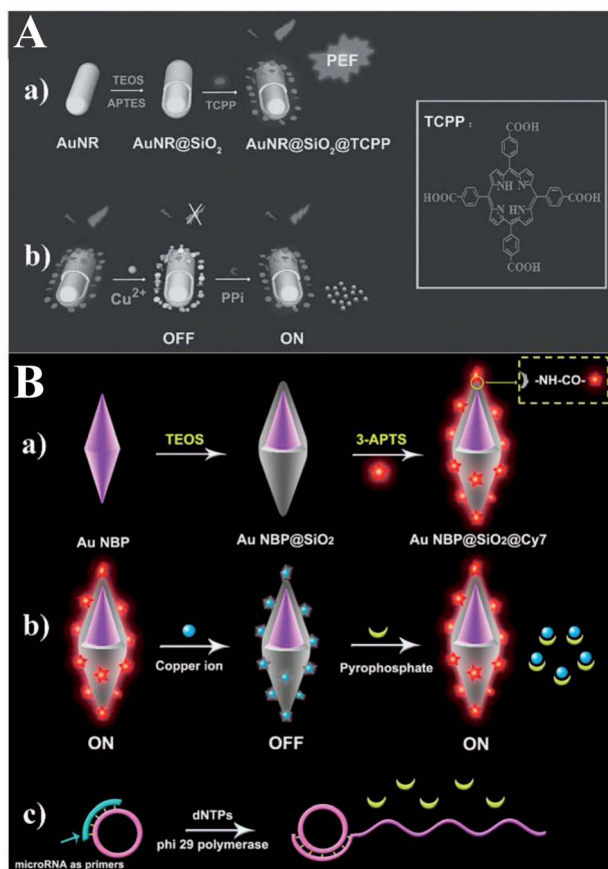 A
a)
TEOS
APTES
TCPP
PEF
AuNR
AuNR@SiO₂
AuNR@SiO₂@TCPP
TCPP :
COOH
HOOC
COOH
COOH
NH
N
N
HN
b)
Cu²⁺
PPi
OFF
ON
B
-NH-CO-
a)
TEOS
3-APTS
Au NBP
Au NBP@SiO₂
Au NBP@SiO₂@Cy7
b)
Copper ion
Pyrophosphate
ON
OFF
ON
c)
dNTPs
phi 29 polymerase
microRNA as primers